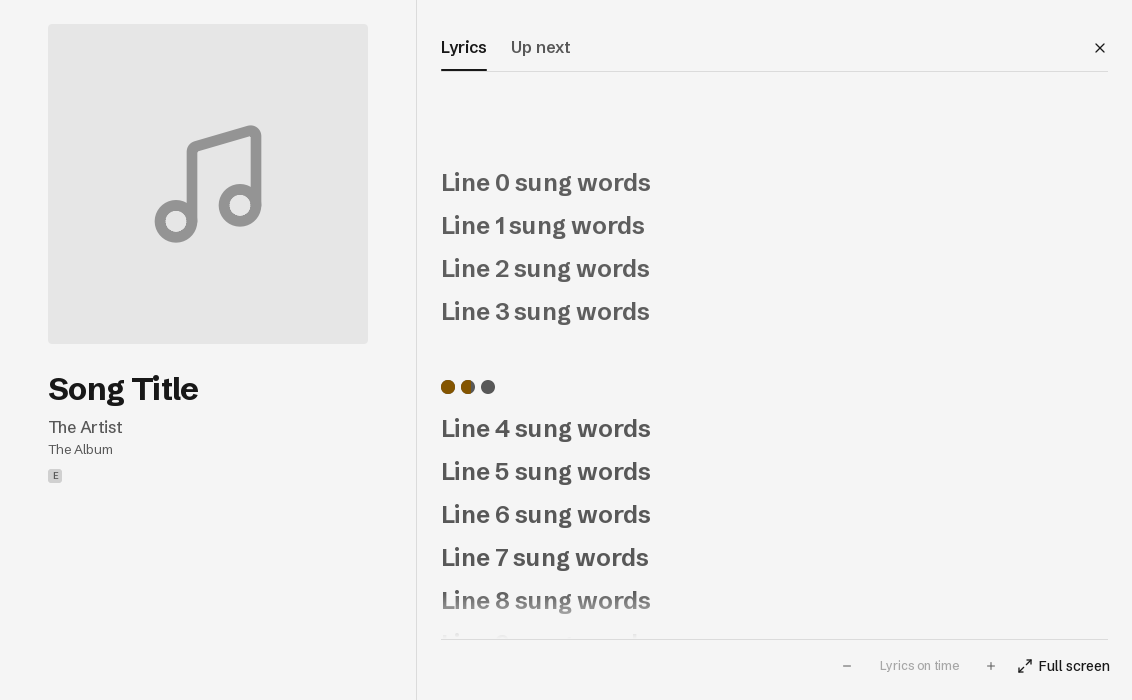 Lyrics Up next
Line 0 sung words
Line 1 sung words
Line 2 sung words
Line 3 sung words
Line 4 sung words
Line 5 sung words
Line 6 sung words
Line 7 sung words
Line 8 sung words
Song Title
The Artist
The Album
E
Lyrics on time
Full screen